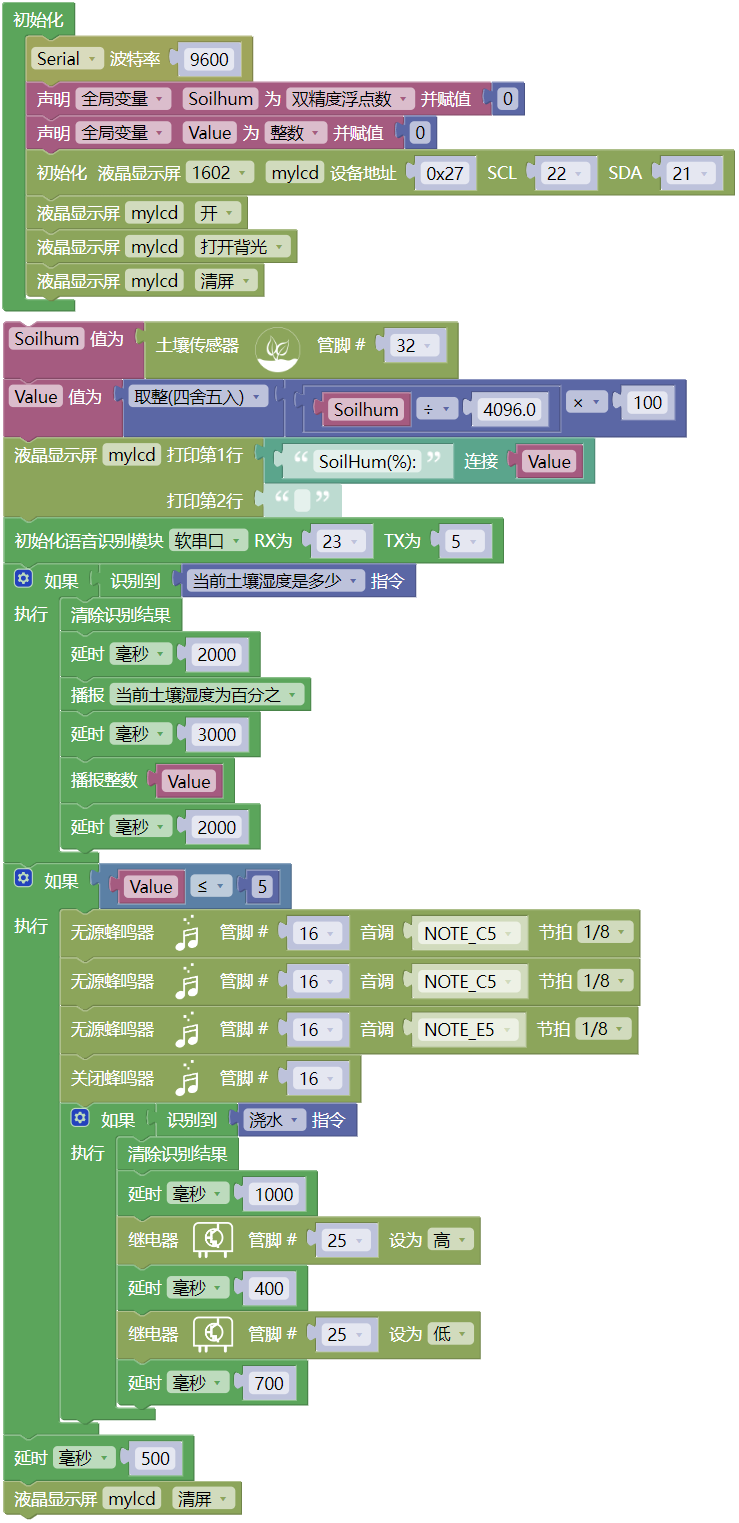 初始化
Serial 波特率 9600
声明 全局变量 Soilhum 为 双精度浮点数 并赋值 0
声明 全局变量 Value 为 整数 并赋值 0
初始化 液晶显示屏 1602 mylcd 设备地址 0x27 SCL 22 SDA 21
液晶显示屏 mylcd 开
液晶显示屏 mylcd 打开背光
液晶显示屏 mylcd 清屏
Soilhum 值为 土壤传感器 管脚 # 32
Value 值为 取整(四舍五入) Soilhum ÷ 4096.0 × 100
液晶显示屏 mylcd 打印第1行 “ SoilHum(%): ” 连接 Value
打印第2行 “ ”
初始化语音识别模块 软串口 RX为 23 TX为 5
如果 识别到 当前土壤湿度是多少 指令
执行 清除识别结果
延时 毫秒 2000
播报 当前土壤湿度为百分之
延时 毫秒 3000
播报整数 Value
延时 毫秒 2000
如果 Value ≤ 5
执行 无源蜂鸣器 管脚 # 16 音调 NOTE_C5 节拍 1/8
无源蜂鸣器 管脚 # 16 音调 NOTE_C5 节拍 1/8
无源蜂鸣器 管脚 # 16 音调 NOTE_E5 节拍 1/8
关闭蜂鸣器 管脚 # 16
如果 识别到 浇水 指令
执行 清除识别结果
延时 毫秒 1000
继电器 管脚 # 25 设为 高
延时 毫秒 400
继电器 管脚 # 25 设为 低
延时 毫秒 700
延时 毫秒 500
液晶显示屏 mylcd 清屏